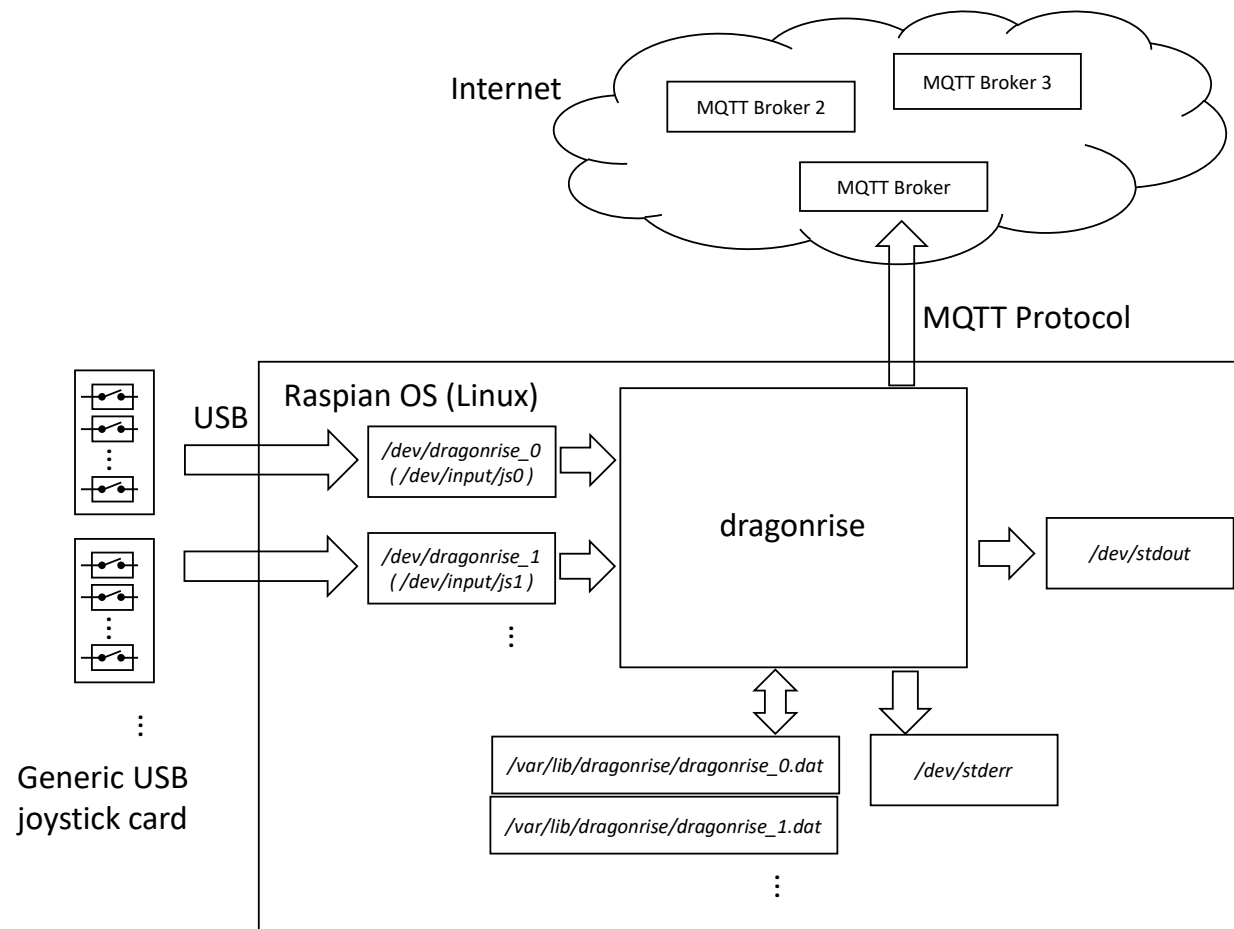 Internet
MQTT Broker 2
MQTT Broker 3
MQTT Broker
MQTT Protocol
USB
Raspian OS (Linux)
/dev/dragonrise_0
( /dev/input/js0 )
/dev/dragonrise_1
( /dev/input/js1 )
⋮
dragonrise
/dev/stdout
/var/lib/dragonrise/dragonrise_0.dat
/var/lib/dragonrise/dragonrise_1.dat
⋮
/dev/stderr
⋮
Generic USB
joystick card